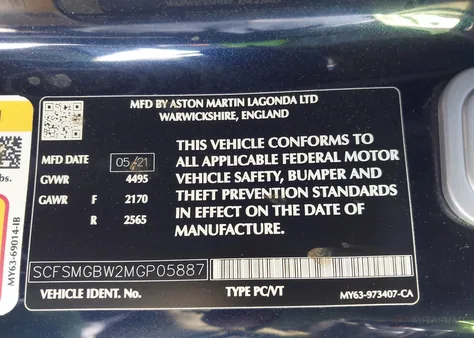 MFD BY ASTON MARTIN LAGONDA LTD
WARWICKSHIRE, ENGLAND
MFD DATE 05/21
GVWR 4495
GAWR F 2170
R 2565
THIS VEHICLE CONFORMS TO
ALL APPLICABLE FEDERAL MOTOR
VEHICLE SAFETY, BUMPER AND
THEFT PREVENTION STANDARDS
IN EFFECT ON THE DATE OF
MANUFACTURE.
SCFSMGBW2MGP05887
VEHICLE IDENT. No. TYPE PC/VT MY63-973407-CA
bs.
MY63-69014-IB